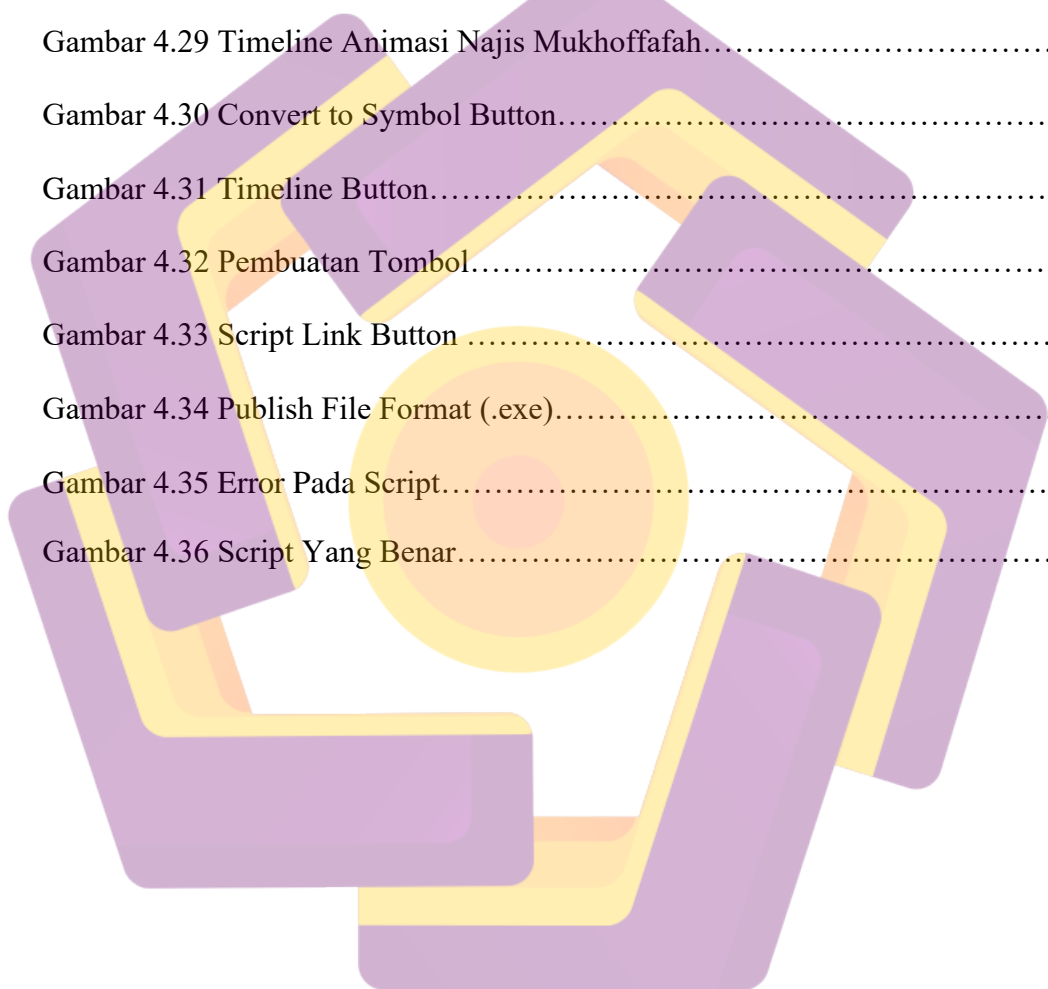 Gambar 4.29 Timeline Animasi Najis Mukhoffafah……………………………
Gambar 4.30 Convert to Symbol Button…………………………………………
Gambar 4.31 Timeline Button……………………………………………………
Gambar 4.32 Pembuatan Tombol…………………………………………………
Gambar 4.33 Script Link Button …………………………………………………
Gambar 4.34 Publish File Format (.exe)…………………………………………
Gambar 4.35 Error Pada Script……………………………………………………
Gambar 4.36 Script Yang Benar…………………………………………………